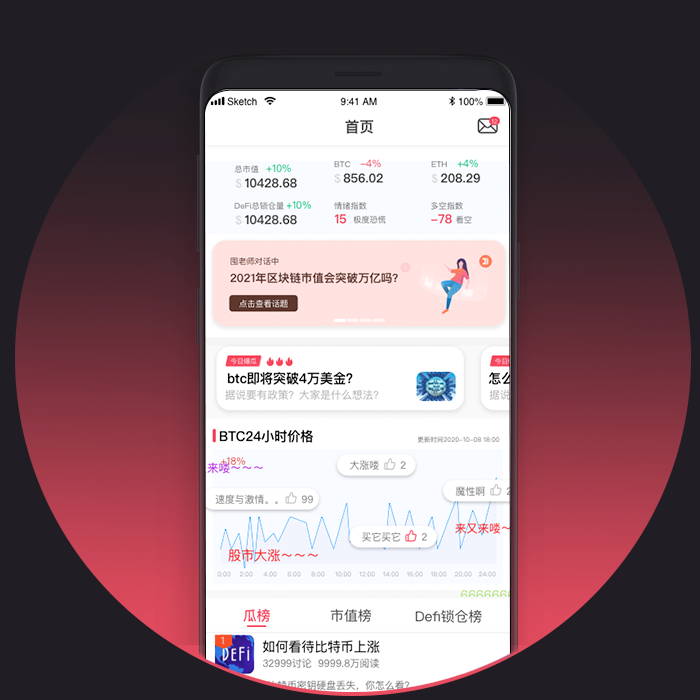 Sketch 9:41 AM 100%
首页
12
总市值 +10%
$ 10428.68
BTC -4%
$ 856.02
ETH +4%
$ 208.29
DeFi总锁仓量 +10%
$ 10428.68
情绪指数
15 极度恐慌
多空指数
-78 看空
囤老师对话中
2021年区块链市值会突破万亿吗?
点击查看话题
今日爆瓜
btc即将突破4万美金?
据说要有政策? 大家是什么想法?
今日
怎么
据说
BTC24小时价格
更新时间2020-10-08 18:00
+18%
来喽~~~
大涨喽 2
速度与激情。。 99
魔性啊 2
买它买它 2
来又来喽~
股市大涨~~~
0:00 2:00 4:00 6:00 8:00 10:00 12:00 14:00 16:00 18:00 20:00 24:00
666666
瓜榜 市值榜 Defi锁仓榜
1
DEFi
如何看待比特币上涨
32999讨论 9999.8万阅读
比特币密钥硬盘丢失，你怎么看?